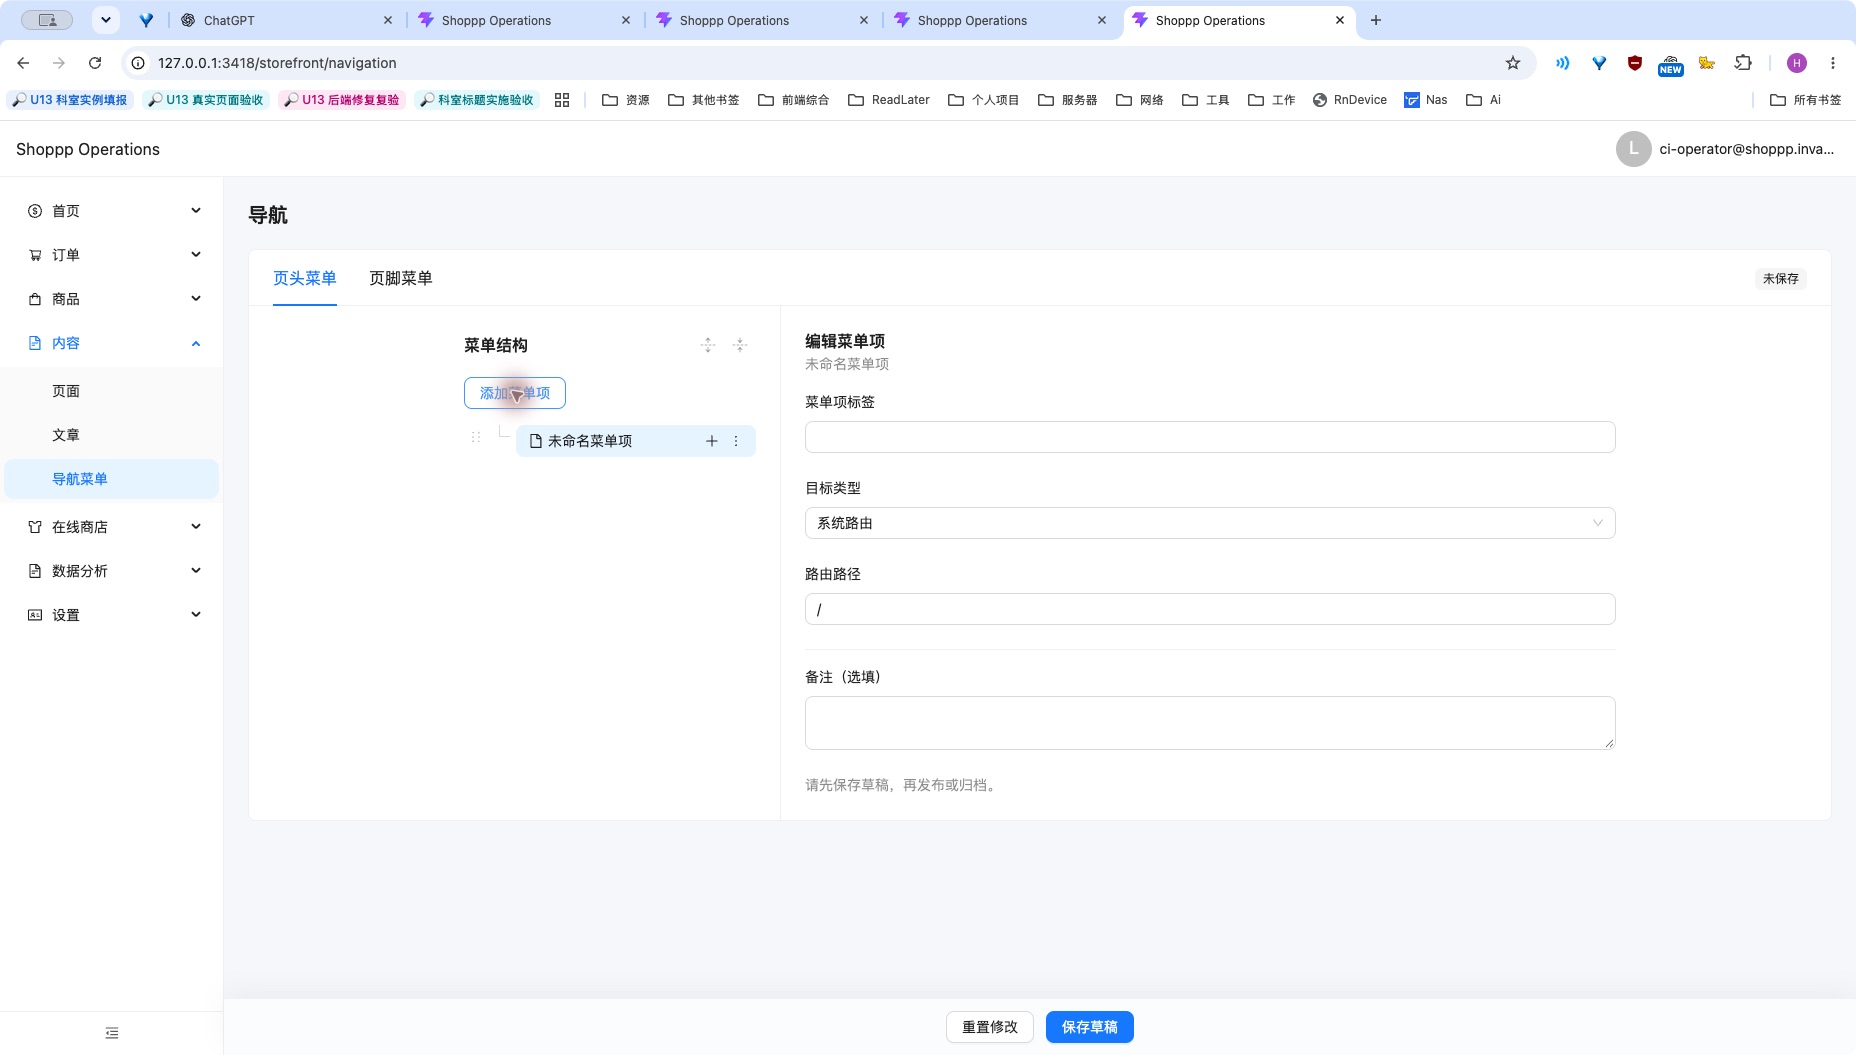 ChatGPT
Shoppp Operations
Shoppp Operations
Shoppp Operations
Shoppp Operations
127.0.0.1:3418/storefront/navigation
NEW
H
U13 科室实例填报
U13 真实页面验收
U13 后端修复复验
科室标题实施验收
资源
其他书签
前端综合
ReadLater
个人项目
服务器
网络
工具
工作
RnDevice
Nas
Ai
所有书签
Shoppp Operations
L
ci-operator@shoppp.inva...
首页
订单
商品
内容
页面
文章
导航菜单
在线商店
数据分析
设置
导航
页头菜单
页脚菜单
未保存
菜单结构
添加菜单项
未命名菜单项
编辑菜单项
未命名菜单项
菜单项标签
目标类型
系统路由
路由路径
/
备注（选填）
请先保存草稿，再发布或归档。
重置修改
保存草稿